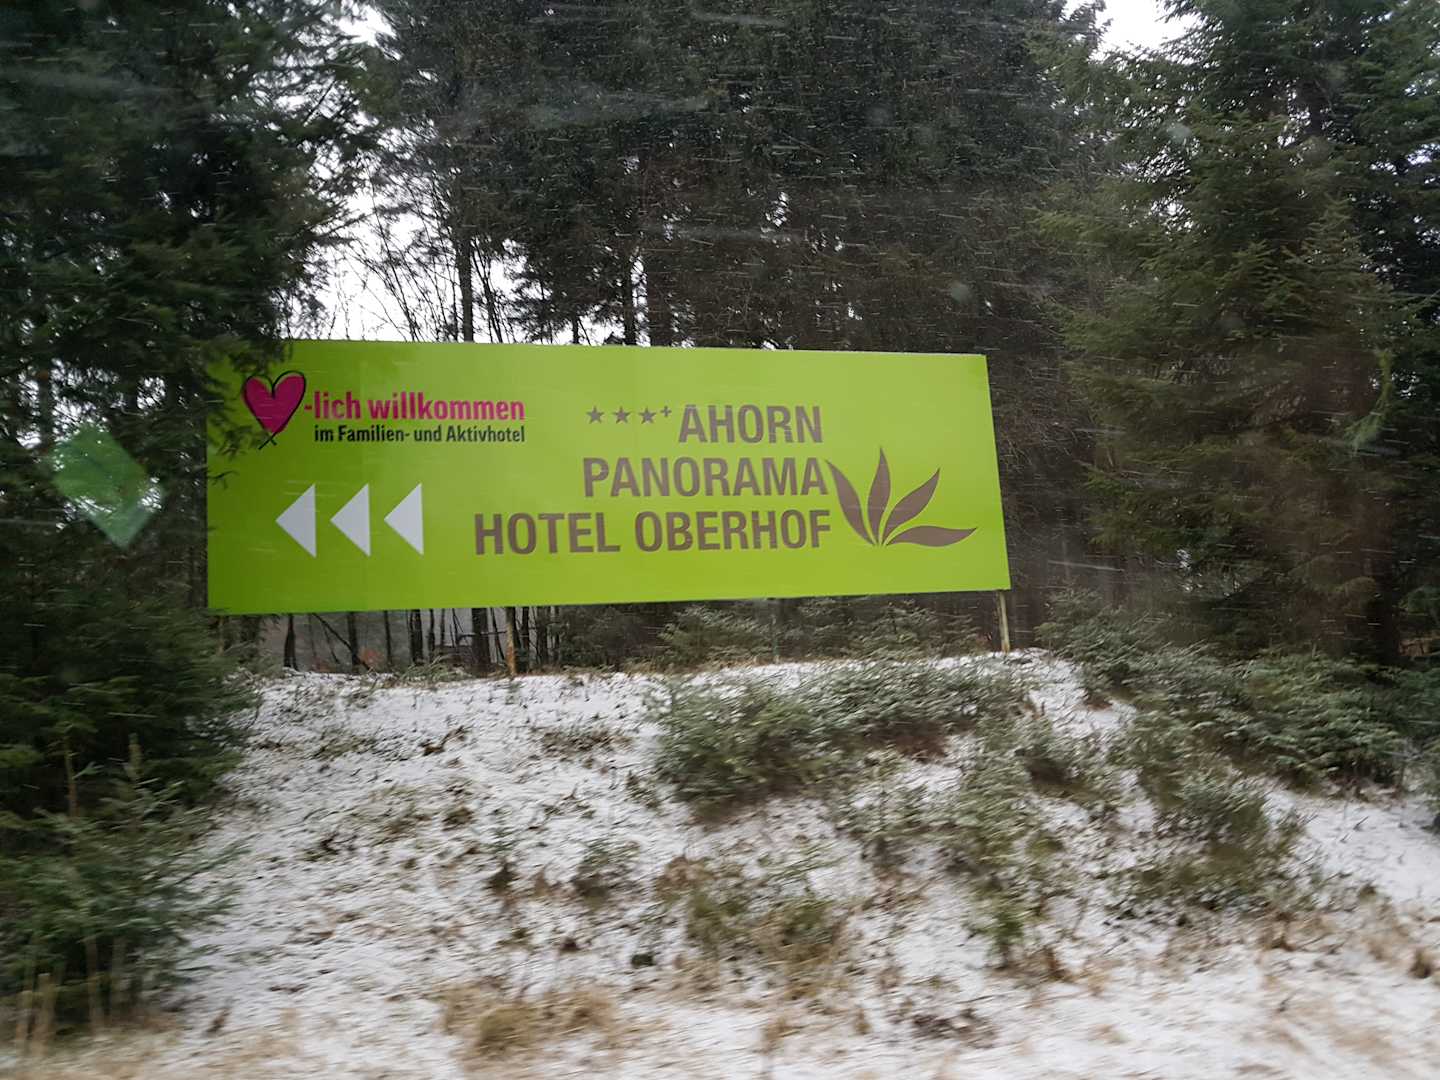 -lich willkommen
im Familien- und Aktivhotel
AHORN
PANORAMA
HOTEL OBERHOF